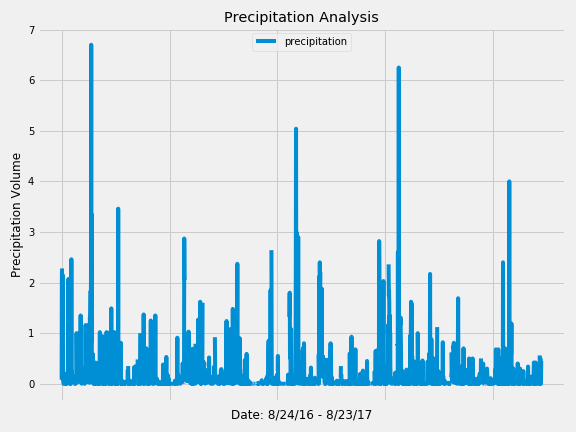 Precipitation Analysis
precipitation
7
6
5
4
3
2
1
0
Precipitation Volume
Date: 8/24/16 - 8/23/17